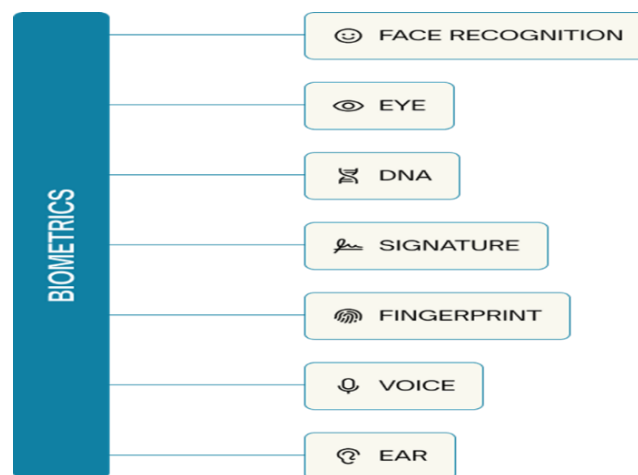 BIOMETRICS
FACE RECOGNITION
EYE
DNA
SIGNATURE
FINGERPRINT
VOICE
EAR